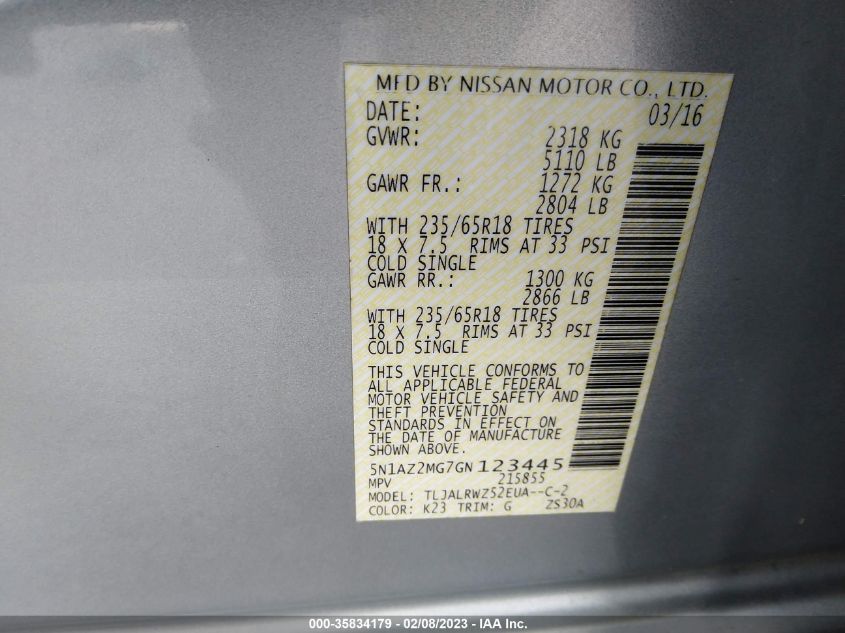 MFD BY NISSAN MOTOR CO., LTD.
DATE: 03/16
GVWR: 2318 KG
5110 LB
GAWR FR.: 1272 KG
2804 LB
WITH 235/65R18 TIRES
18 X 7.5 RIMS AT 33 PSI
COLD SINGLE
GAWR RR.: 1300 KG
2866 LB
WITH 235/65R18 TIRES
18 X 7.5 RIMS AT 33 PSI
COLD SINGLE
THIS VEHICLE CONFORMS TO
ALL APPLICABLE FEDERAL
MOTOR VEHICLE SAFETY AND
THEFT PREVENTION
STANDARDS IN EFFECT ON
THE DATE OF MANUFACTURE
SHOWN ABOVE.
5N1AZ2MG7GN123445
MPV 215855
MODEL: TLJALRWZ52EUA--C-2
COLOR: K23 TRIM: G ZS30A
000-35834179 - 02/08/2023 - IAA Inc.